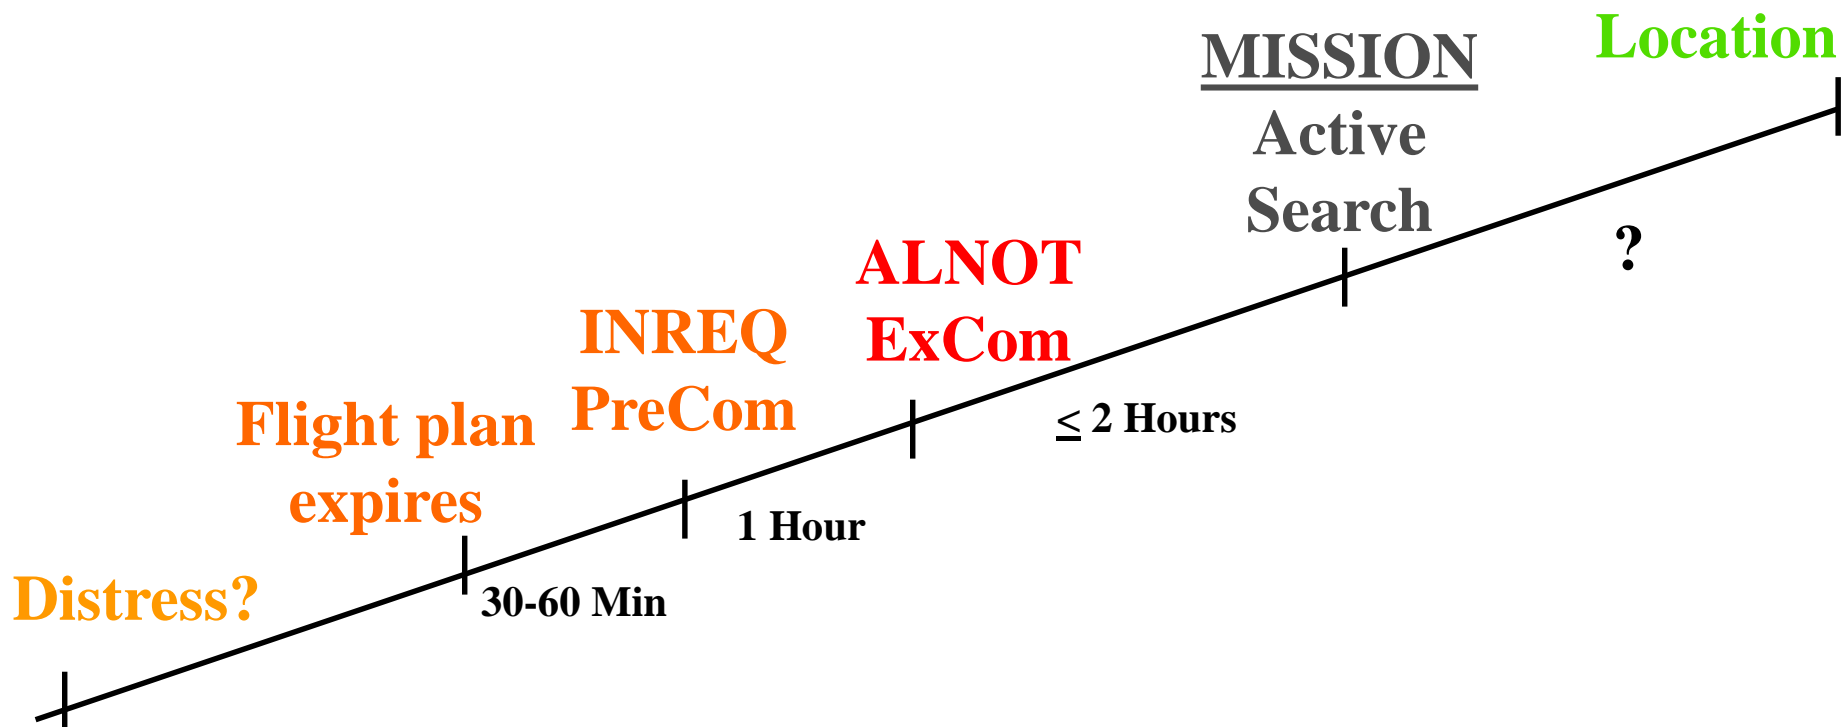 Location
MISSION
Active
Search
?
ALNOT
ExCom
≤ 2 Hours
INREQ
PreCom
1 Hour
Flight plan
expires
30-60 Min
Distress?